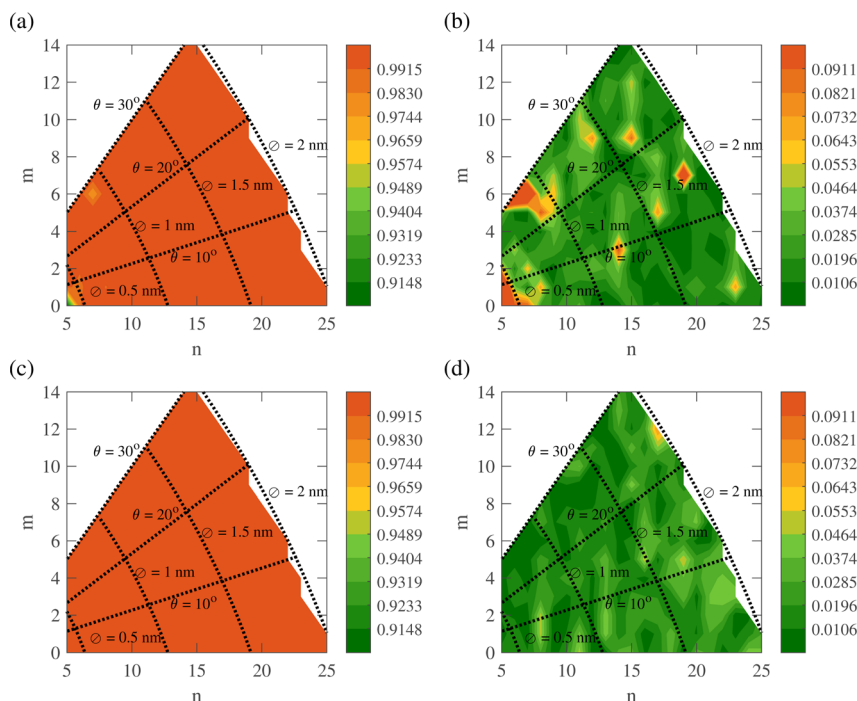 (a)
14
12
10
8
6
4
2
0
m
5
10
15
20
25
n
θ = 30°
θ = 20°
θ = 10°
∅ = 2 nm
∅ = 1.5 nm
∅ = 1 nm
∅ = 0.5 nm
0.9915
0.9830
0.9744
0.9659
0.9574
0.9489
0.9404
0.9319
0.9233
0.9148
(b)
14
12
10
8
6
4
2
0
m
5
10
15
20
25
n
θ = 30°
θ = 20°
θ = 10°
∅ = 2 nm
∅ = 1.5 nm
∅ = 1 nm
∅ = 0.5 nm
0.0911
0.0821
0.0732
0.0643
0.0553
0.0464
0.0374
0.0285
0.0196
0.0106
(c)
14
12
10
8
6
4
2
0
m
5
10
15
20
25
n
θ = 30°
θ = 20°
θ = 10°
∅ = 2 nm
∅ = 1.5 nm
∅ = 1 nm
∅ = 0.5 nm
0.9915
0.9830
0.9744
0.9659
0.9574
0.9489
0.9404
0.9319
0.9233
0.9148
(d)
14
12
10
8
6
4
2
0
m
5
10
15
20
25
n
θ = 30°
θ = 20°
θ = 10°
∅ = 2 nm
∅ = 1.5 nm
∅ = 1 nm
∅ = 0.5 nm
0.0911
0.0821
0.0732
0.0643
0.0553
0.0464
0.0374
0.0285
0.0196
0.0106